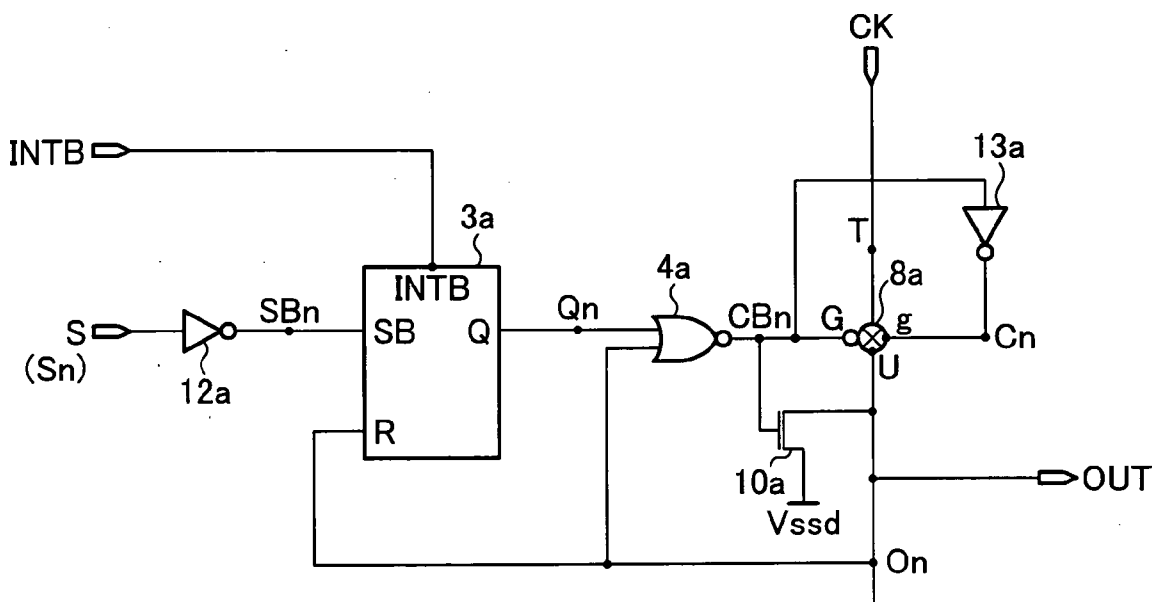 CK
INTB
13a
3a
T
4a
8a
INTB
SBn
Qn
CBn
G
g
S
SB
Q
Cn
(Sn)
12a
U
R
10a
OUT
Vssd
On